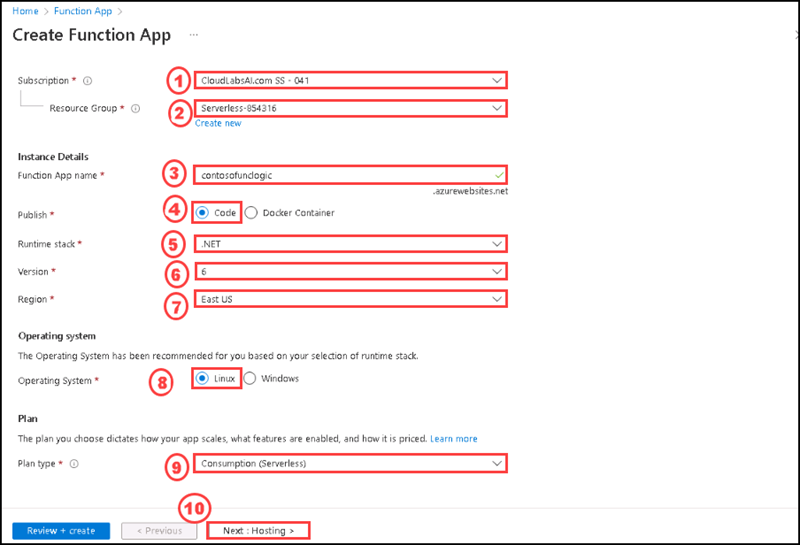 Home > Function App >
Create Function App ...
Subscription * 1 CloudLabsAI.com SS - 041
Resource Group * 2 Serverless-854316
Create new
Instance Details
Function App name * 3 contosofunclogic
.azurewebsites.net
Publish * 4 Code Docker Container
Runtime stack * 5 .NET
Version * 6 6
Region * 7 East US
Operating system
The Operating System has been recommended for you based on your selection of runtime stack.
Operating System * 8 Linux Windows
Plan
The plan you choose dictates how your app scales, what features are enabled, and how it is priced. Learn more
Plan type * 9 Consumption (Serverless)
10
Review + create < Previous Next : Hosting >